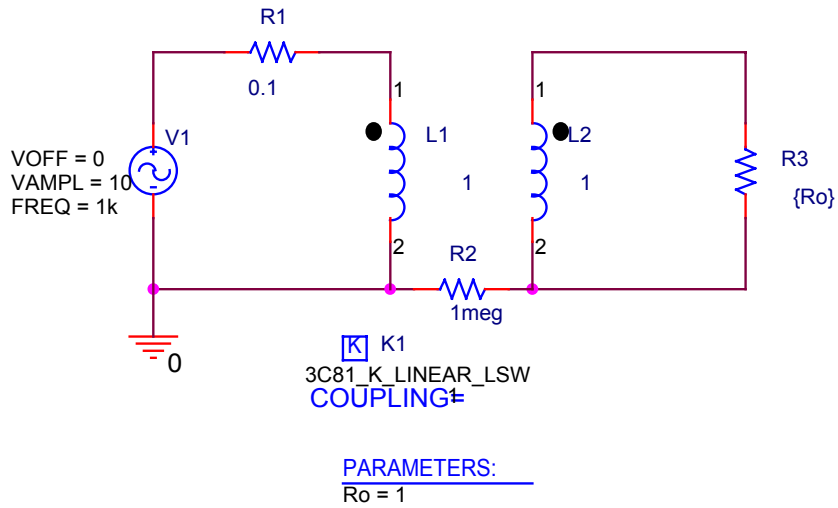 R1
0.1
V1
VOFF = 0
VAMPL = 10
FREQ = 1k
1
L1
1
2
1
L2
1
2
R3
{Ro}
R2
1meg
0
K K1
3C81_K_LINEAR_LSW
COUPLING=
1
PARAMETERS:
Ro = 1